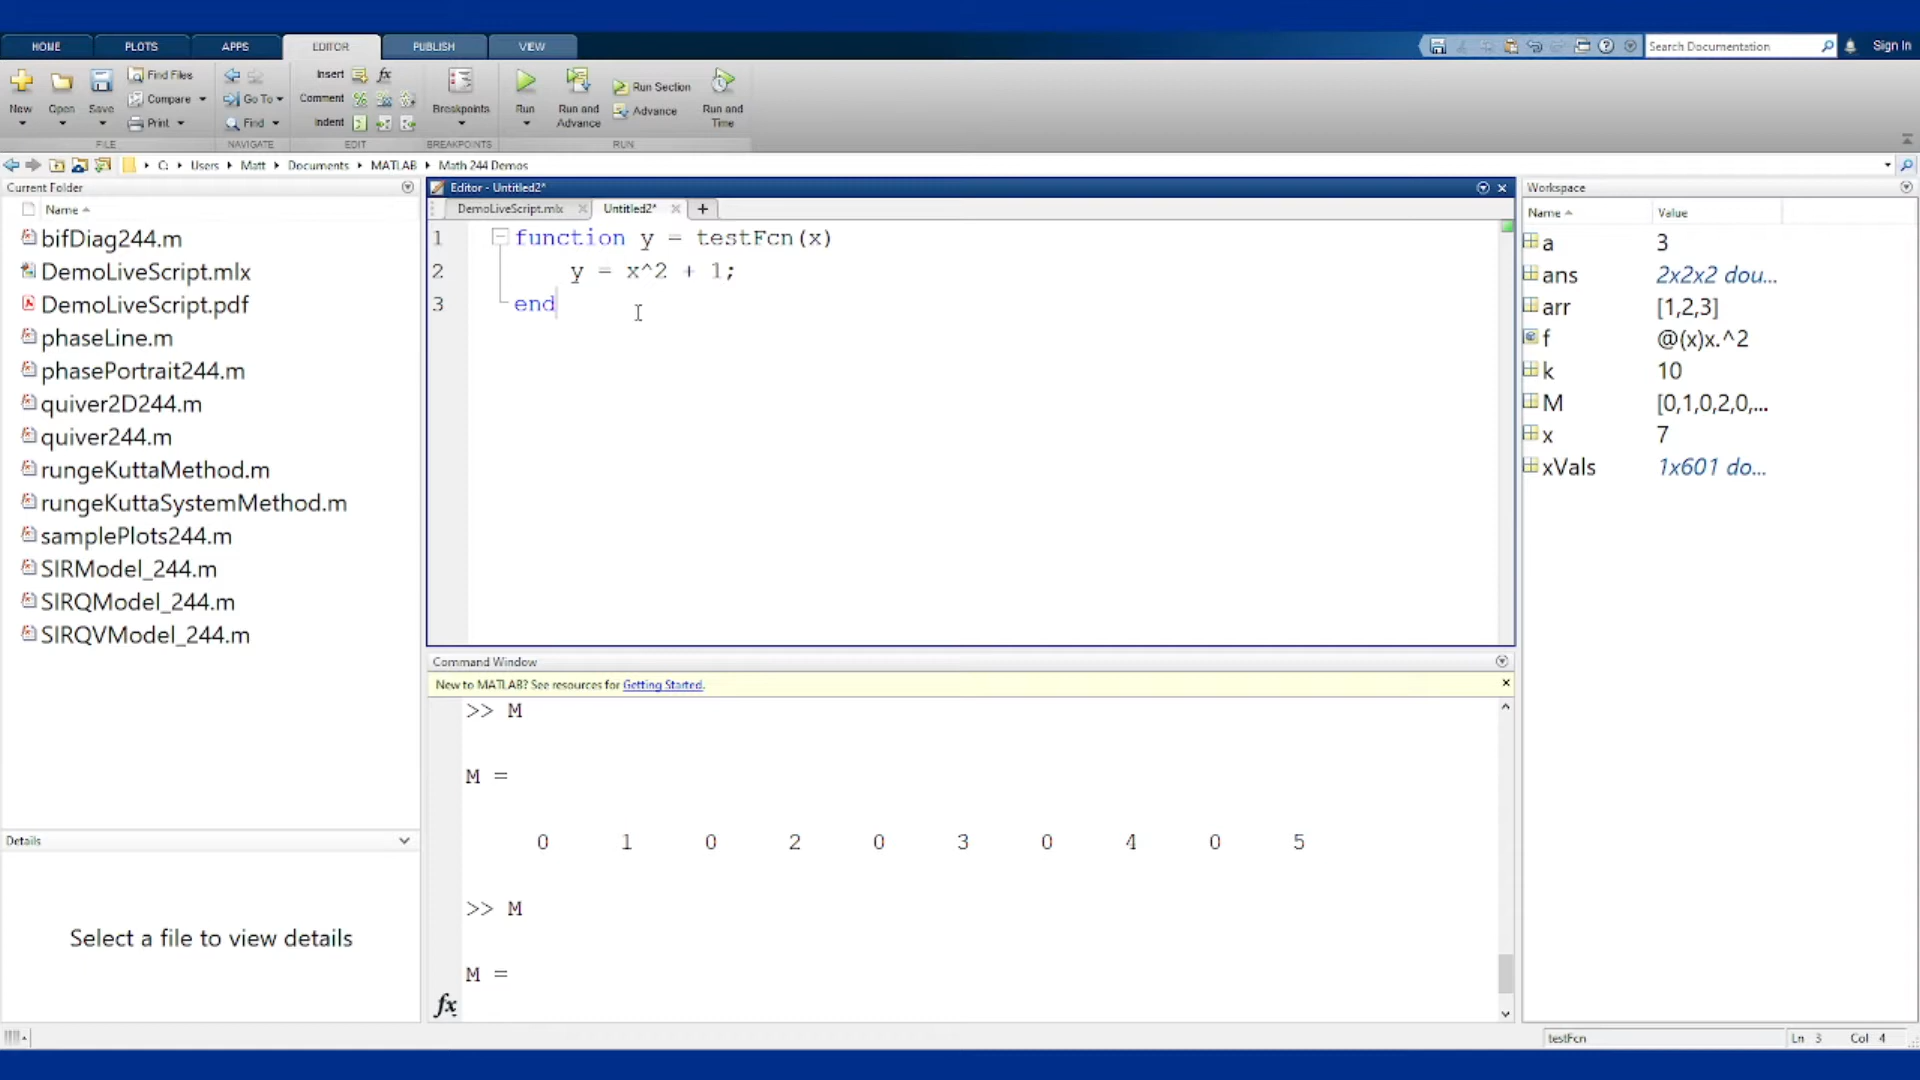 HOME PLOTS APPS EDITOR PUBLISH VIEW Search Documentation Sign In
New Open Save Find Files Compare Print Go To Find Insert fx Comment Indent Breakpoints Run Run and Advance Run Section Advance Run and Time
FILE NAVIGATE EDIT BREAKPOINTS RUN
C: Users Matt Documents MATLAB Math 244 Demos
Current Folder
Name
bifDiag244.m
DemoLiveScript.mlx
DemoLiveScript.pdf
phaseLine.m
phasePortrait244.m
quiver2D244.m
quiver244.m
rungeKuttaMethod.m
rungeKuttaSystemMethod.m
samplePlots244.m
SIRModel_244.m
SIRQModel_244.m
SIRQVModel_244.m
Details
Select a file to view details
Editor - Untitled2*
DemoLiveScript.mlx Untitled2* +
1 function y = testFcn(x)
2 y = x^2 + 1;
3 end
Command Window
New to MATLAB? See resources for Getting Started.
>> M
M =
0 1 0 2 0 3 0 4 0 5
>> M
M =
fx
Workspace
Name Value
a 3
ans 2x2x2 dou...
arr [1,2,3]
f @(x)x.^2
k 10
M [0,1,0,2,0,...
x 7
xVals 1x601 do...
testFcn Ln 3 Col 4